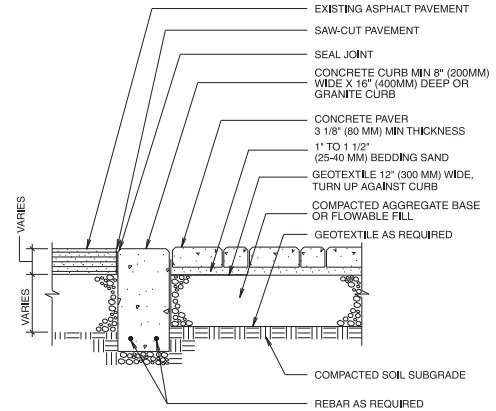 EXISTING ASPHALT PAVEMENT
SAW-CUT PAVEMENT
SEAL JOINT
CONCRETE CURB MIN 8" (200MM)
WIDE X 16" (400MM) DEEP OR
GRANITE CURB
CONCRETE PAVER
3 1/8" (80 MM) MIN THICKNESS
1" TO 1 1/2"
(25-40 MM) BEDDING SAND
GEOTEXTILE 12" (300 MM) WIDE,
TURN UP AGAINST CURB
COMPACTED AGGREGATE BASE
OR FLOWABLE FILL
GEOTEXTILE AS REQUIRED
VARIES
VARIES
COMPACTED SOIL SUBGRADE
REBAR AS REQUIRED